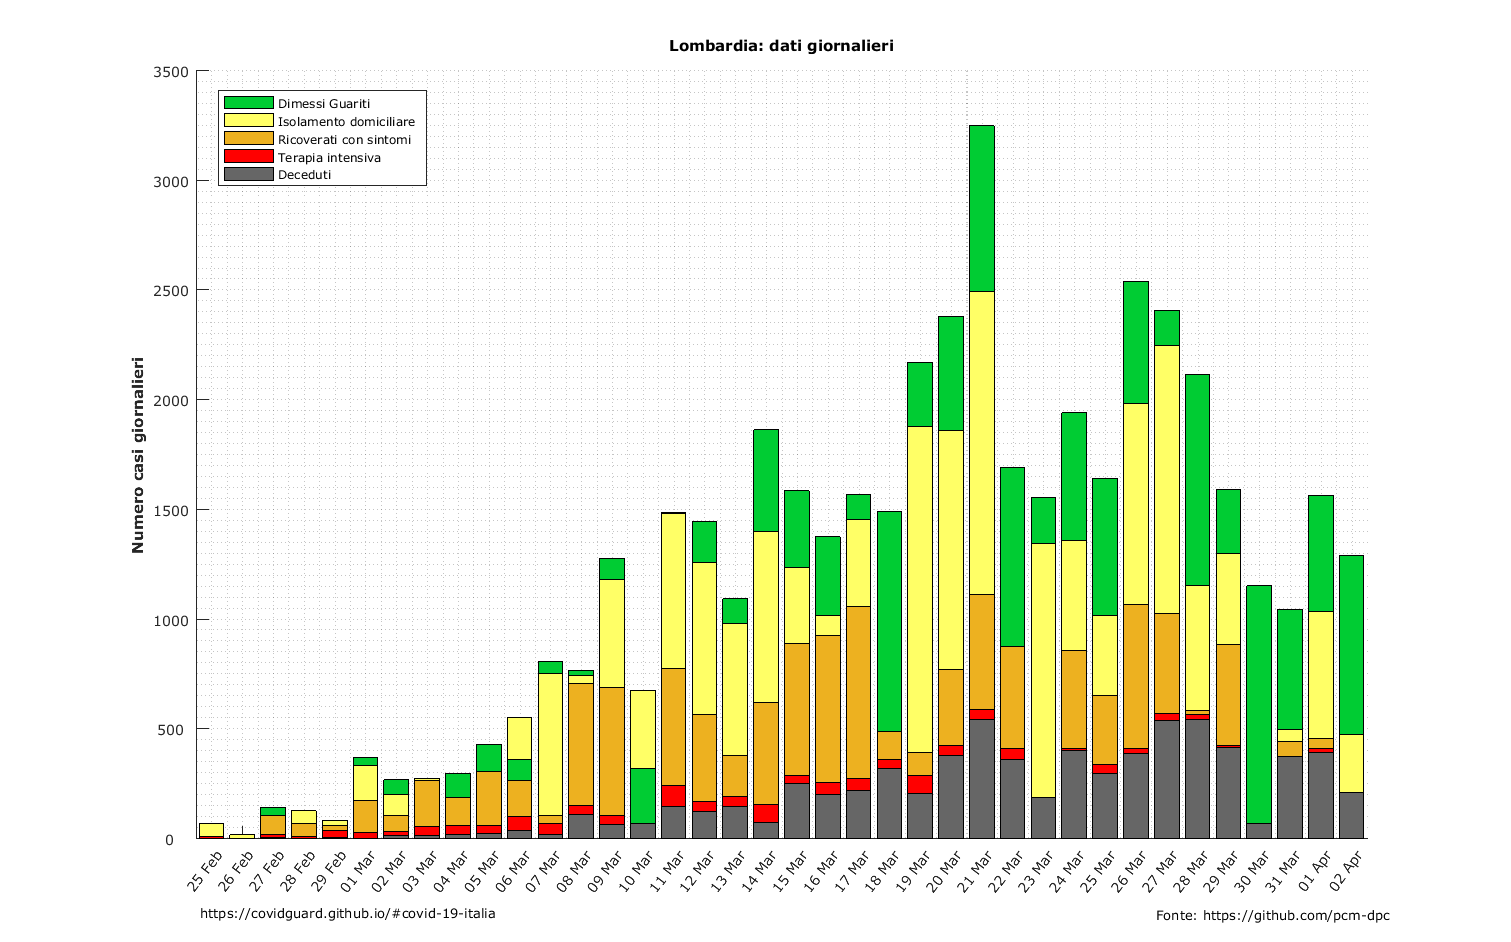 Lombardia: dati giornalieri
3500
3000
2500
2000
1500
1000
500
0
Numero casi giornalieri
Dimessi Guariti
Isolamento domiciliare
Ricoverati con sintomi
Terapia intensiva
Deceduti
25 Feb
26 Feb
27 Feb
28 Feb
29 Feb
01 Mar
02 Mar
03 Mar
04 Mar
05 Mar
06 Mar
07 Mar
08 Mar
09 Mar
10 Mar
11 Mar
12 Mar
13 Mar
14 Mar
15 Mar
16 Mar
17 Mar
18 Mar
19 Mar
20 Mar
21 Mar
22 Mar
23 Mar
24 Mar
25 Mar
26 Mar
27 Mar
28 Mar
29 Mar
30 Mar
31 Mar
01 Apr
02 Apr
https://covidguard.github.io/#covid-19-italia
Fonte: https://github.com/pcm-dpc